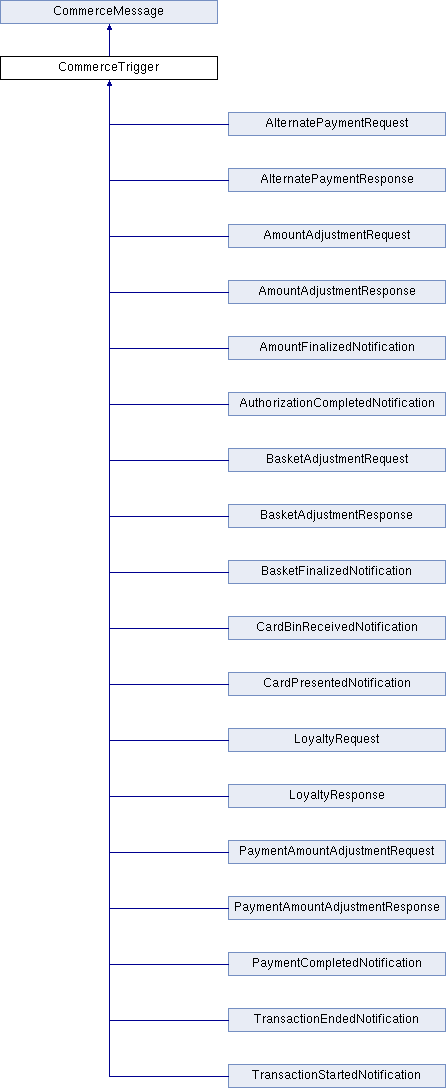 CommerceMessage
CommerceTrigger
AlternatePaymentRequest
AlternatePaymentResponse
AmountAdjustmentRequest
AmountAdjustmentResponse
AmountFinalizedNotification
AuthorizationCompletedNotification
BasketAdjustmentRequest
BasketAdjustmentResponse
BasketFinalizedNotification
CardBinReceivedNotification
CardPresentedNotification
LoyaltyRequest
LoyaltyResponse
PaymentAmountAdjustmentRequest
PaymentAmountAdjustmentResponse
PaymentCompletedNotification
TransactionEndedNotification
TransactionStartedNotification